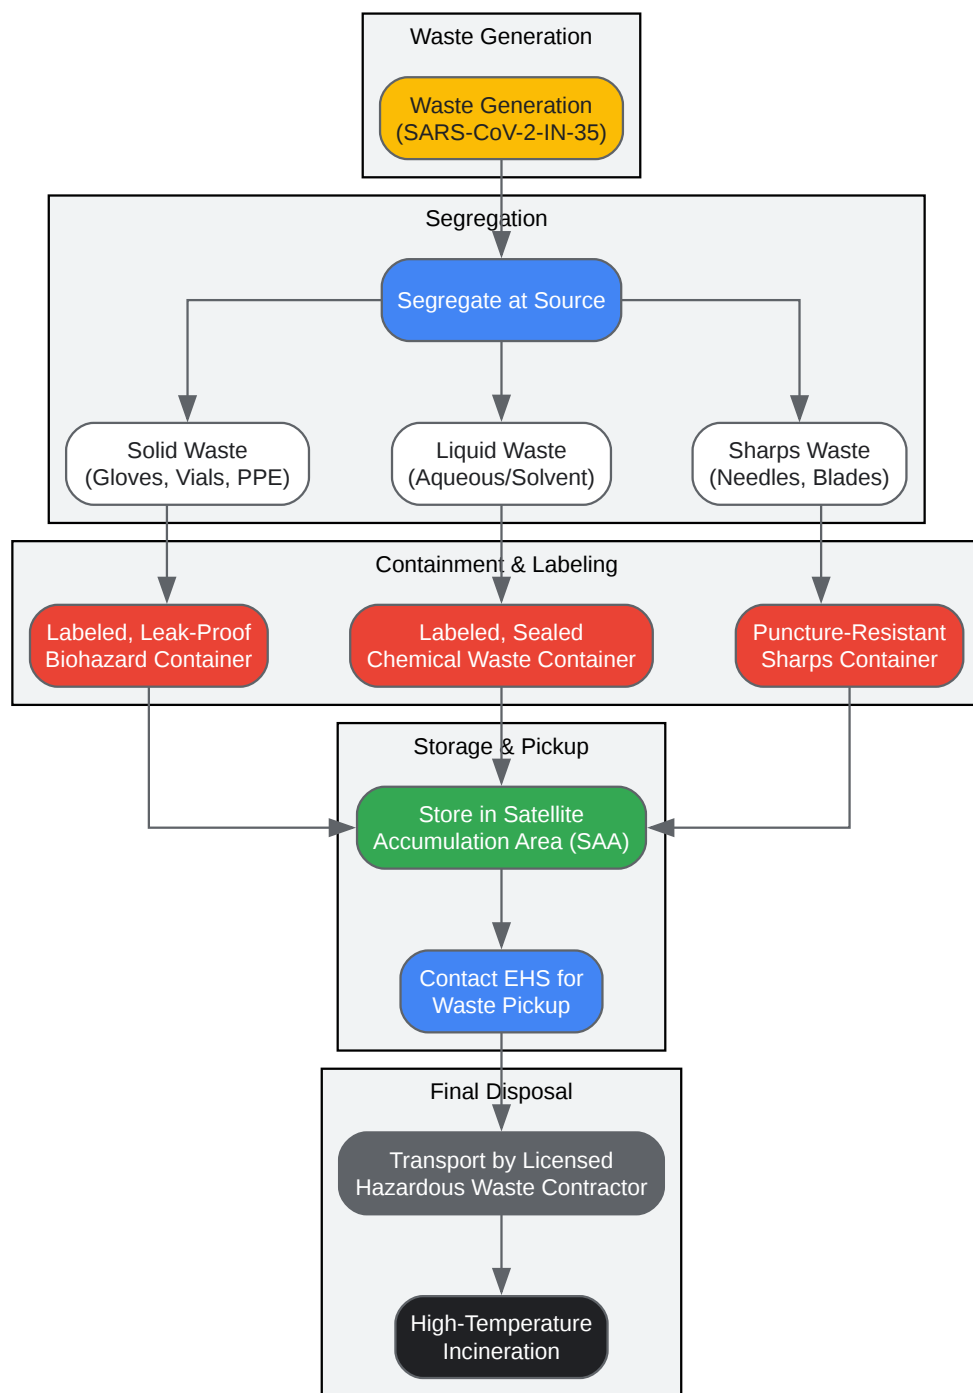 Waste Generation
Waste Generation
(SARS-CoV-2-IN-35)
Segregation
Segregate at Source
Solid Waste
(Gloves, Vials, PPE)
Liquid Waste
(Aqueous/Solvent)
Sharps Waste
(Needles, Blades)
Containment & Labeling
Labeled, Leak-Proof
Biohazard Container
Labeled, Sealed
Chemical Waste Container
Puncture-Resistant
Sharps Container
Storage & Pickup
Store in Satellite
Accumulation Area (SAA)
Contact EHS for
Waste Pickup
Final Disposal
Transport by Licensed
Hazardous Waste Contractor
High-Temperature
Incineration